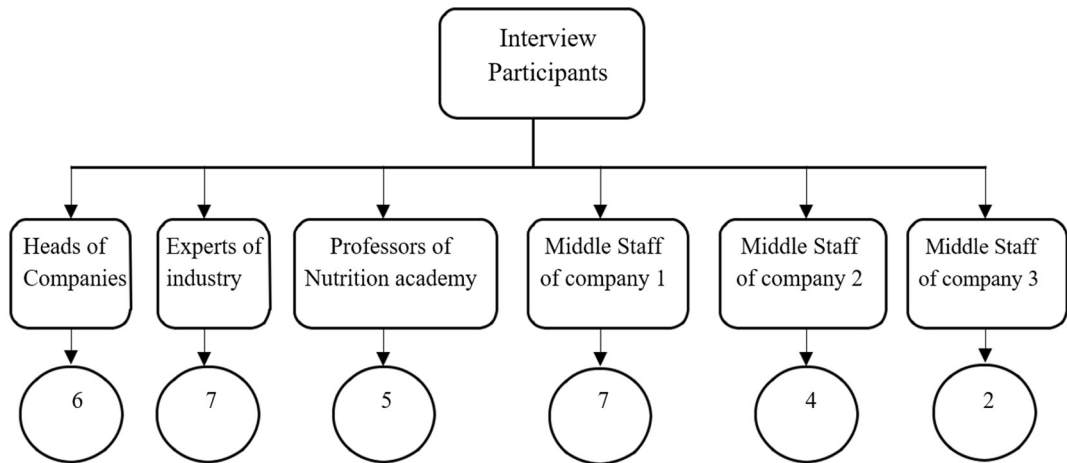 Interview
Participants
Heads of
Companies
Experts of
industry
Professors of
Nutrition academy
Middle Staff
of company 1
Middle Staff
of company 2
Middle Staff
of company 3
6
7
5
7
4
2